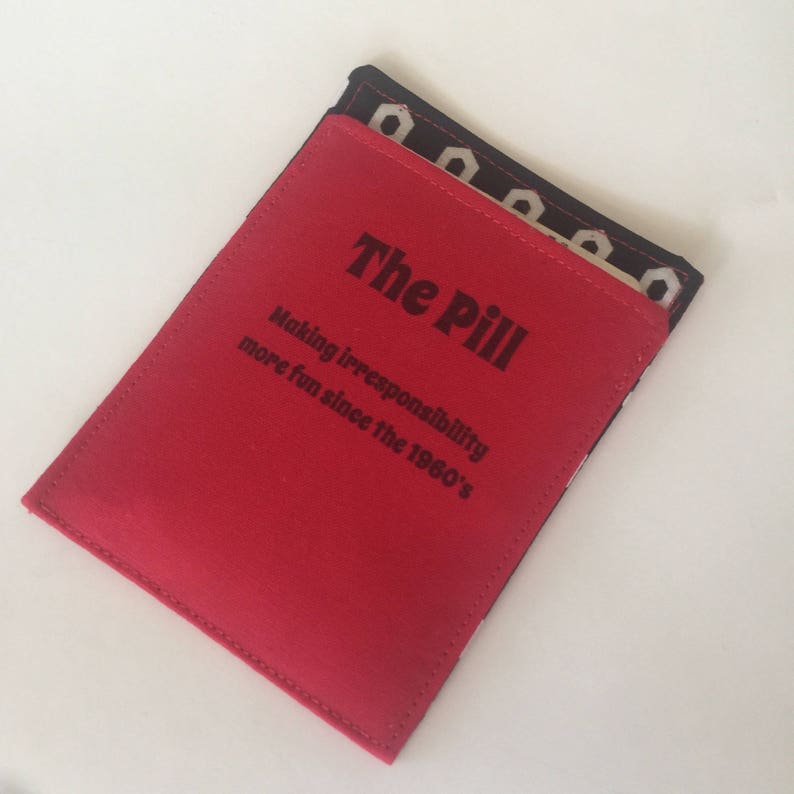 The Pill
Making irresponsibility
more fun since the 1960's